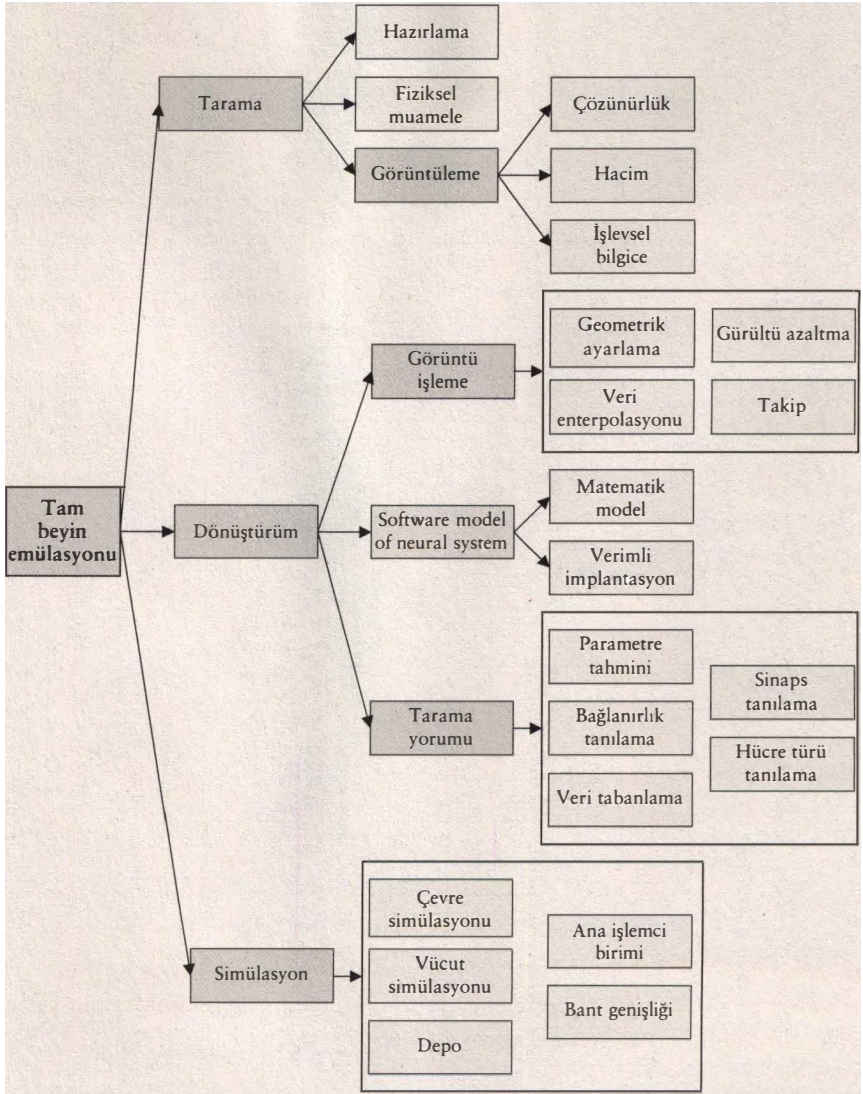 Hazırlama
Tarama
Fiziksel
muamele
Görüntüleme
Çözünürlük
Hacim
İşlevsel
bilgice
Görüntü
işleme
Geometrik
ayarlama
Gürültü azaltma
Veri
enterpolasyonu
Takip
Tam
beyin
emülasyonu
Dönüştürüm
Software model
of neural system
Matematik
model
Verimli
implantasyon
Tarama
yorumu
Parametre
tahmini
Bağlanırlık
tanılama
Veri tabanlama
Sinaps
tanılama
Hücre türü
tanılama
Simülasyon
Çevre
simülasyonu
Vücut
simülasyonu
Depo
Ana işlemci
birimi
Bant genişliği